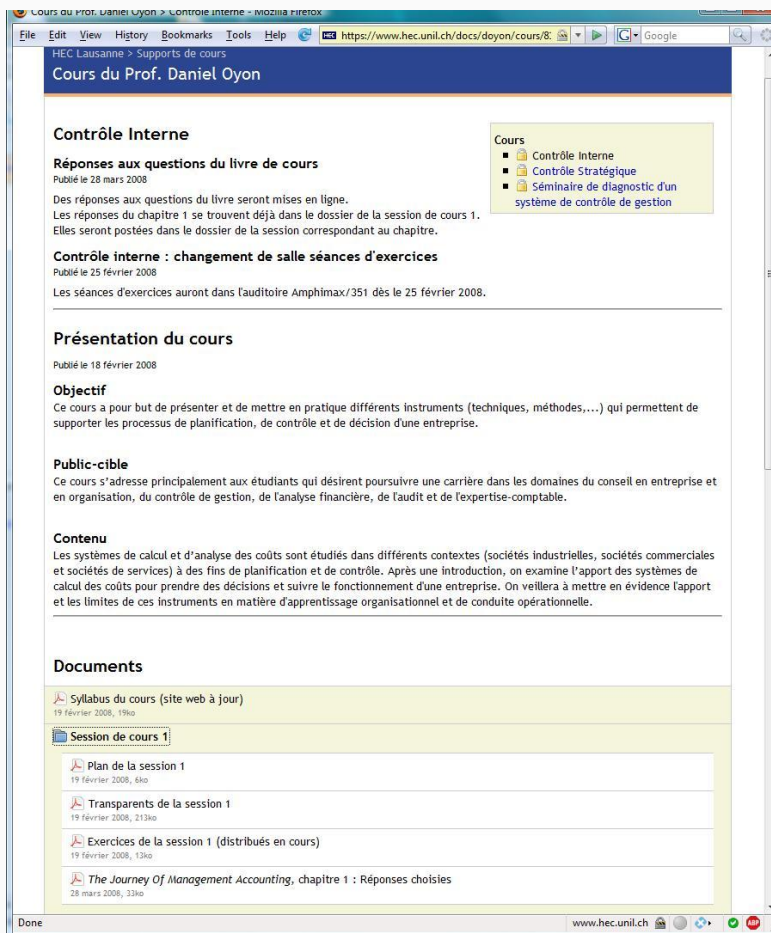 Cours du Prof. Daniel Oyon > Contrôle Interne - Mozilla Firefox
File Edit View History Bookmarks Tools Help https://www.hec.unil.ch/docs/doyon/cours/8 Google
HEC Lausanne > Supports de cours
Cours du Prof. Daniel Oyon
Contrôle Interne
Réponses aux questions du livre de cours
Publié le 28 mars 2008
Des réponses aux questions du livre seront mises en ligne.
Les réponses du chapitre 1 se trouvent déjà dans le dossier de la session de cours 1.
Elles seront postées dans le dossier de la session correspondant au chapitre.
Contrôle interne : changement de salle séances d'exercices
Publié le 25 février 2008
Les séances d'exercices auront dans l'auditoire Amphimax/351 dès le 25 février 2008.
Cours
Contrôle Interne
Contrôle Stratégique
Séminaire de diagnostic d'un
système de contrôle de gestion
Présentation du cours
Publié le 18 février 2008
Objectif
Ce cours a pour but de présenter et de mettre en pratique différents instruments (techniques, méthodes,...) qui permettent de
supporter les processus de planification, de contrôle et de décision d'une entreprise.
Public-cible
Ce cours s’adresse principalement aux étudiants qui désirent poursuivre une carrière dans les domaines du conseil en entreprise et
en organisation, du contrôle de gestion, de l'analyse financière, de l'audit et de l'expertise-comptable.
Contenu
Les systèmes de calcul et d’analyse des coûts sont étudiés dans différents contextes (sociétés industrielles, sociétés commerciales
et sociétés de services) à des fins de planification et de contrôle. Après une introduction, on examine l’apport des systèmes de
calcul des coûts pour prendre des décisions et suivre le fonctionnement d'une entreprise. On veillera à mettre en évidence l'apport
et les limites de ces instruments en matière d'apprentissage organisationnel et de conduite opérationnelle.
Documents
Syllabus du cours (site web à jour)
19 février 2008, 19ko
Session de cours 1
Plan de la session 1
19 février 2008, 6ko
Transparents de la session 1
19 février 2008, 213ko
Exercices de la session 1 (distribués en cours)
19 février 2008, 13ko
The Journey Of Management Accounting, chapitre 1 : Réponses choisies
28 mars 2008, 33ko
Done www.hec.unil.ch ABP